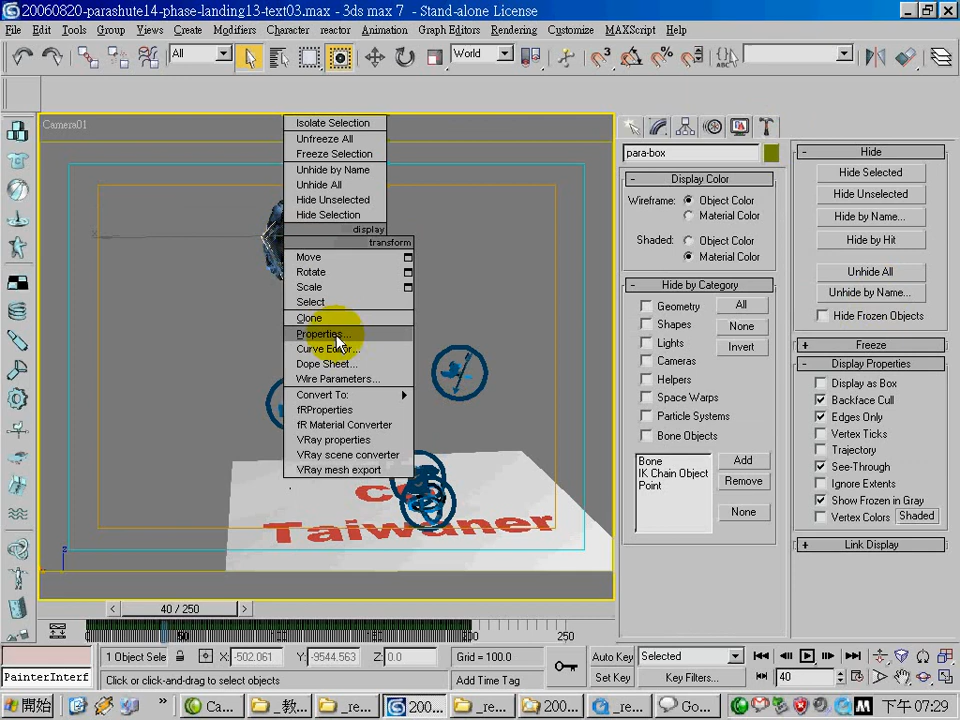 20060820-parashute14-phase-landing13-text03.max - 3ds max 7 - Stand-alone License
File Edit Tools Group Views Create Modifiers Character reactor Animation Graph Editors Rendering Customize MAXScript Help
All
World
Camera01
Isolate Selection
Unfreeze All
Freeze Selection
Unhide by Name
Unhide All
Hide Unselected
Hide Selection
display
transform
Move
Rotate
Scale
Select
Clone
Properties...
Curve Editor...
Dope Sheet...
Wire Parameters...
Convert To:
fRProperties
fR Material Converter
VRay properties
VRay scene converter
VRay mesh export
Taiwaner
para-box
- Display Color
Wireframe: Object Color
Material Color
Shaded: Object Color
Material Color
- Hide by Category
Geometry
Shapes
Lights
Cameras
Helpers
Space Warps
Particle Systems
Bone Objects
All
None
Invert
Bone
IK Chain Object
Point
Add
Remove
None
- Hide
Hide Selected
Hide Unselected
Hide by Name...
Hide by Hit
Unhide All
Unhide by Name...
Hide Frozen Objects
+ Freeze
- Display Properties
Display as Box
Backface Cull
Edges Only
Vertex Ticks
Trajectory
See-Through
Ignore Extents
Show Frozen in Gray
Vertex Colors Shaded
+ Link Display
< 40 / 250 >
50 200 250
1 Object Sele X: -502.061 Y: -9544.563 Z: 0.0 Grid = 100.0 Auto Key Selected
PainterInterf Click or click-and-drag to select objects Add Time Tag Set Key Key Filters... 40
開始 » Ca... _教... _re... 200... _re... 200... _re... Go... 下午 07:29